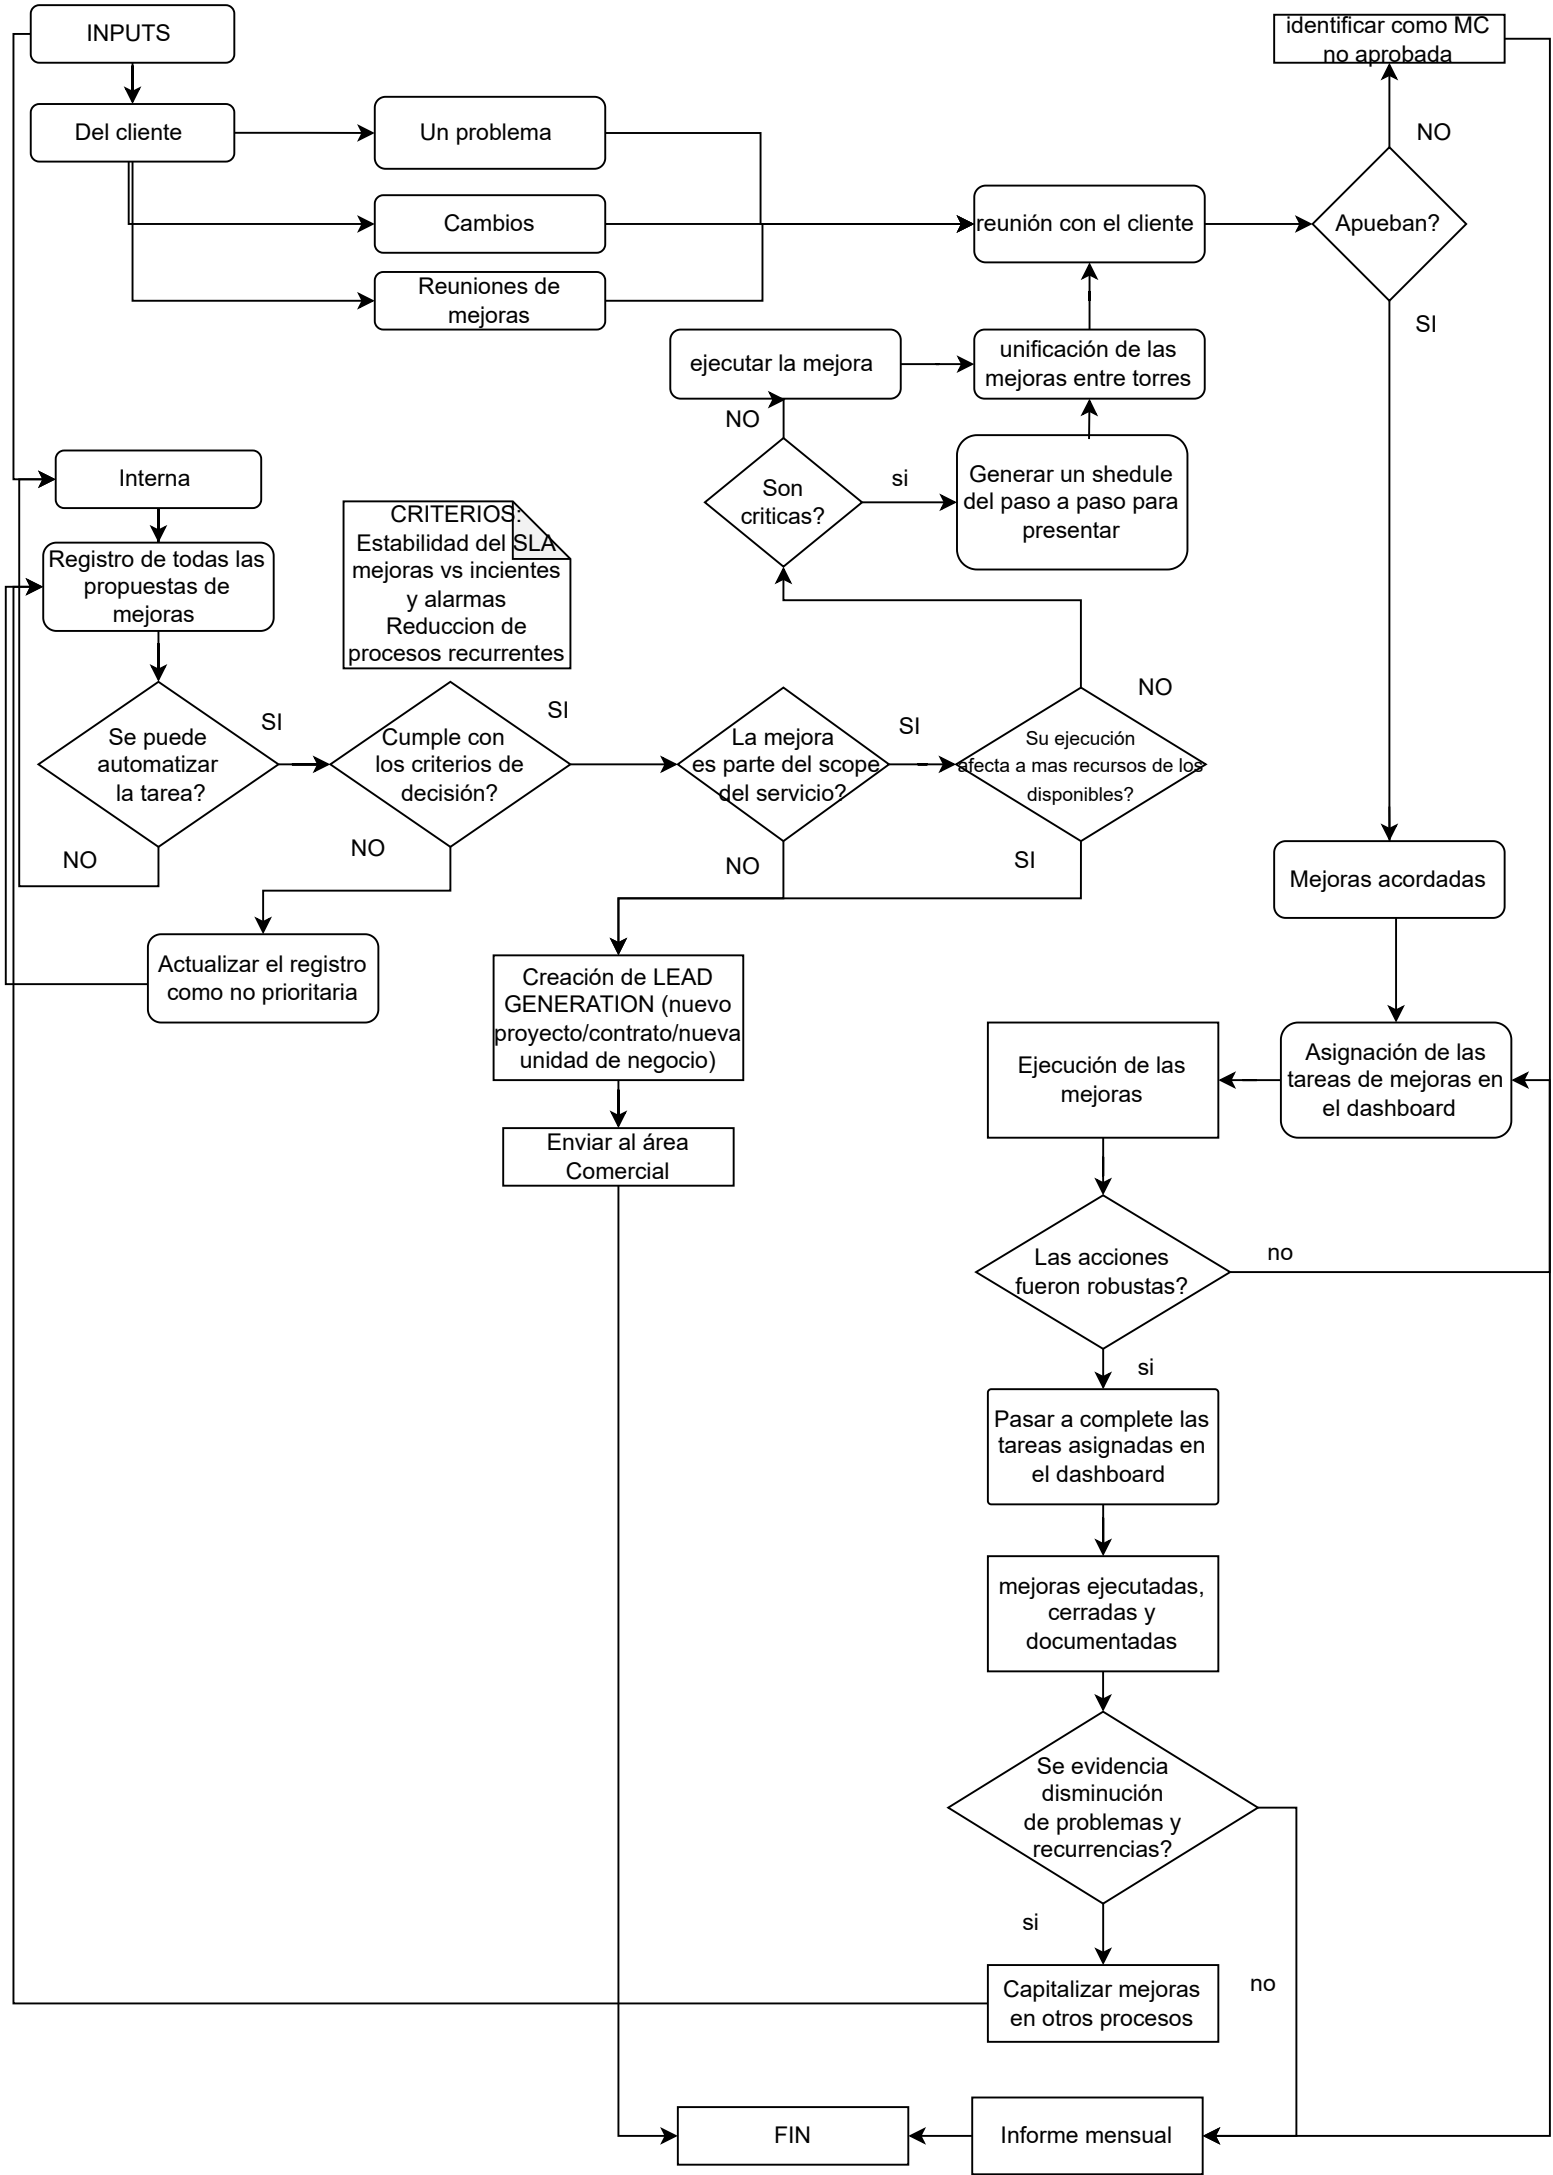 INPUTS
identificar como MC
no aprobada
Del cliente
Un problema
NO
Cambios
reunión con el cliente
Apueban?
Reuniones de
mejoras
SI
ejecutar la mejora
unificación de las
mejoras entre torres
NO
Interna
Son
criticas?
si
Generar un shedule
del paso a paso para
presentar
CRITERIOS:
Estabilidad del SLA
mejoras vs incientes
y alarmas
Reduccion de
procesos recurrentes
Registro de todas las
propuestas de
mejoras
Se puede
automatizar
la tarea?
SI
Cumple con
los criterios de
decisión?
SI
La mejora
es parte del scope
del servicio?
SI
Su ejecución
afecta a mas recursos de los
disponibles?
NO
NO
NO
NO
SI
Mejoras acordadas
Actualizar el registro
como no prioritaria
Creación de LEAD
GENERATION (nuevo
proyecto/contrato/nueva
unidad de negocio)
Ejecución de las
mejoras
Asignación de las
tareas de mejoras en
el dashboard
Enviar al área
Comercial
Las acciones
fueron robustas?
no
si
Pasar a complete las
tareas asignadas en
el dashboard
mejoras ejecutadas,
cerradas y
documentadas
Se evidencia
disminución
de problemas y
recurrencias?
si
no
Capitalizar mejoras
en otros procesos
FIN
Informe mensual